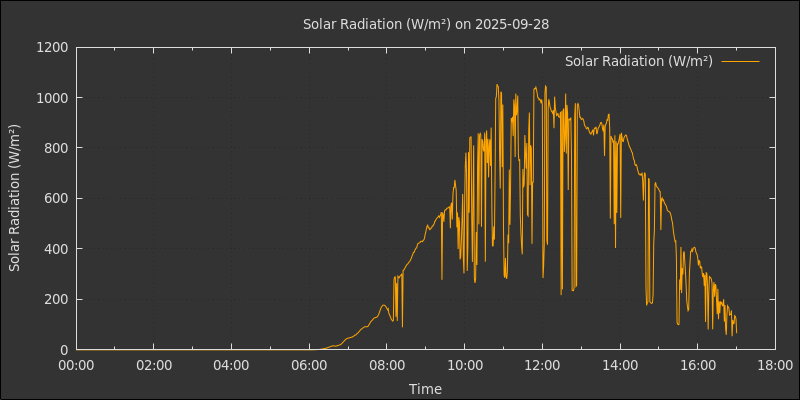 Solar Radiation (W/m²) on 2025-09-28
Solar Radiation (W/m²)
Solar Radiation (W/m²)
1200
1000
800
600
400
200
0
00:00 02:00 04:00 06:00 08:00 10:00 12:00 14:00 16:00 18:00
Time